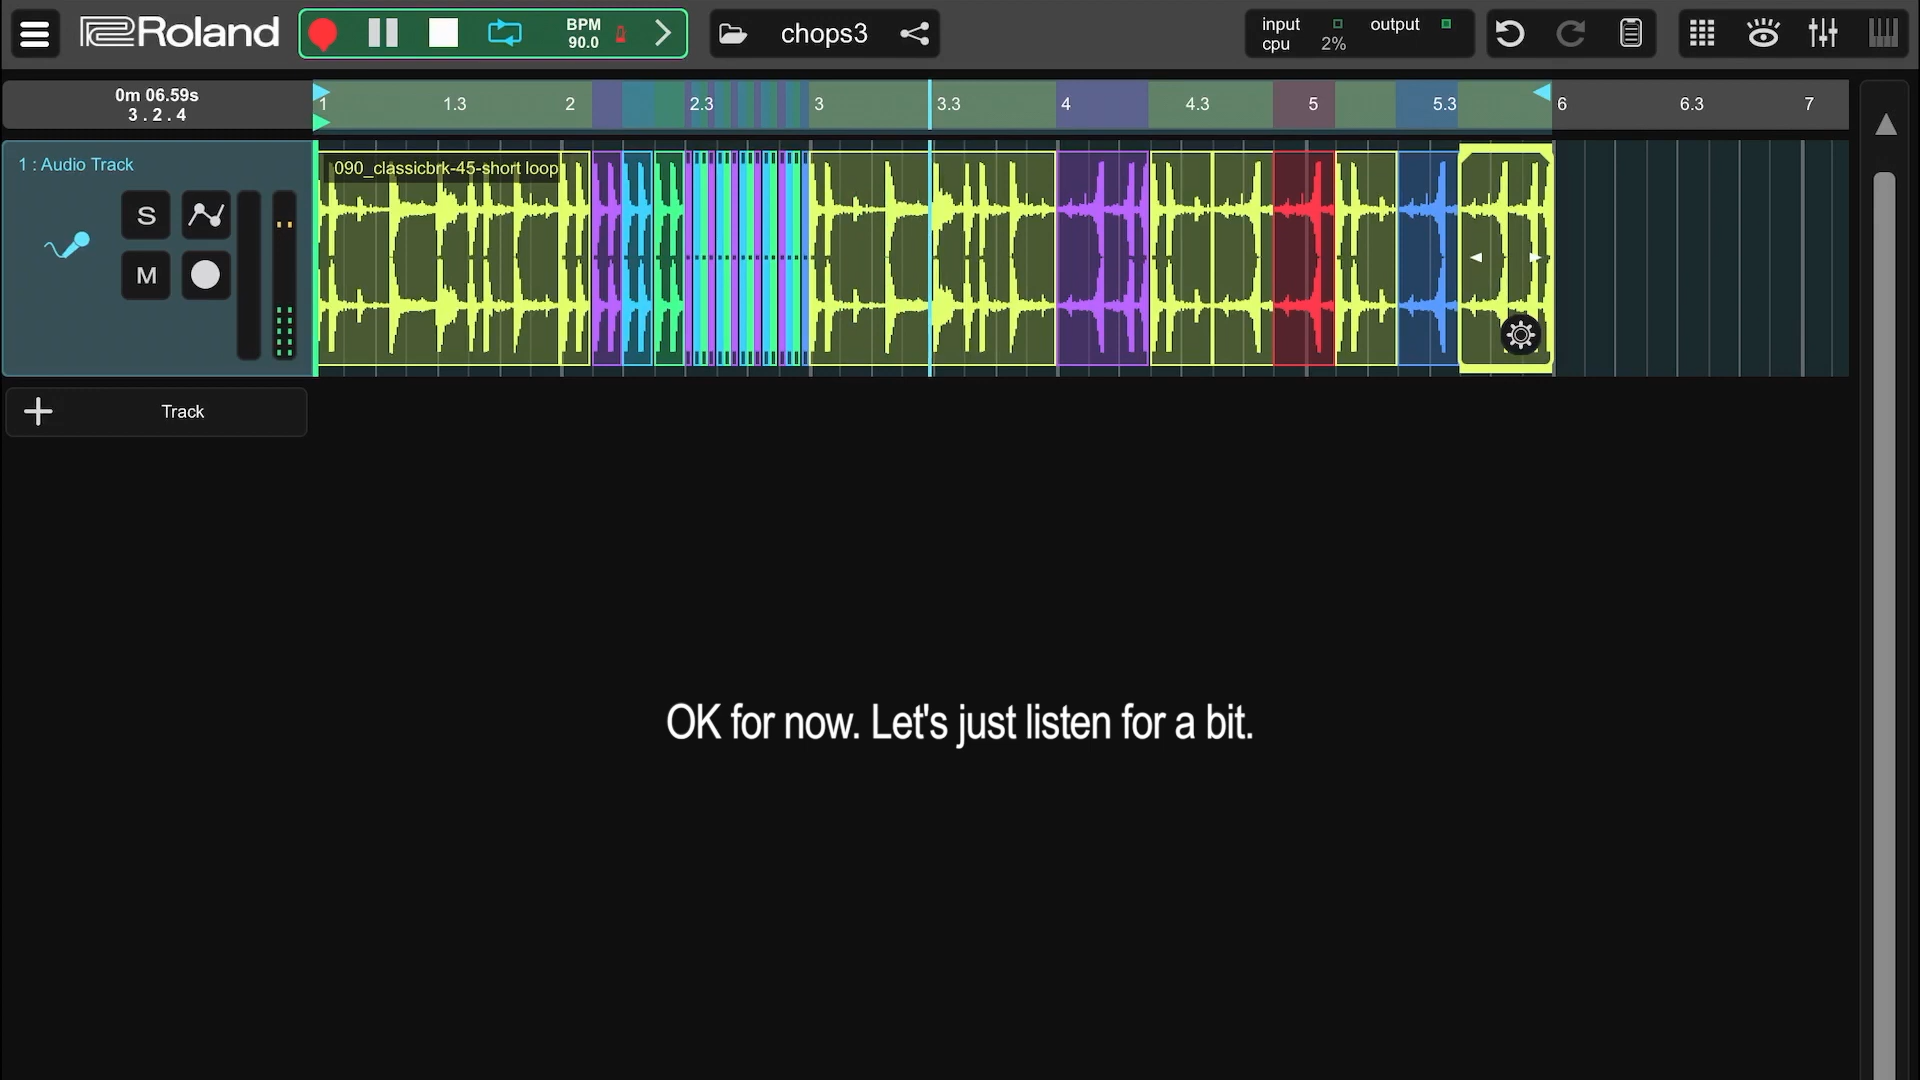 Roland
BPM
90.0
chops3
input
output
cpu
2%
0m 06.59s
3 . 2 . 4
1
1.3
2
2.3
3
3.3
4
4.3
5
5.3
6
6.3
7
1 : Audio Track
090_classicbrk-45-short loop
S
M
Track
OK for now. Let's just listen for a bit.